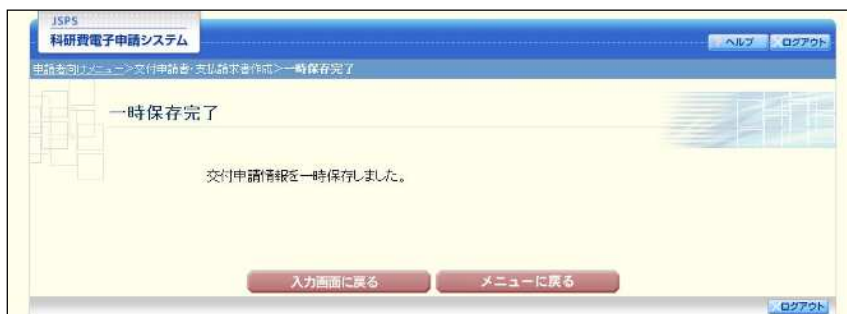 JSPS
科研費電子申請システム
ヘルプ ログアウト
申請者向けメニュー>交付申請書・支払請求書作成>一時保存完了
一時保存完了
交付申請情報を一時保存しました。
入力画面に戻る メニューに戻る
ログアウト